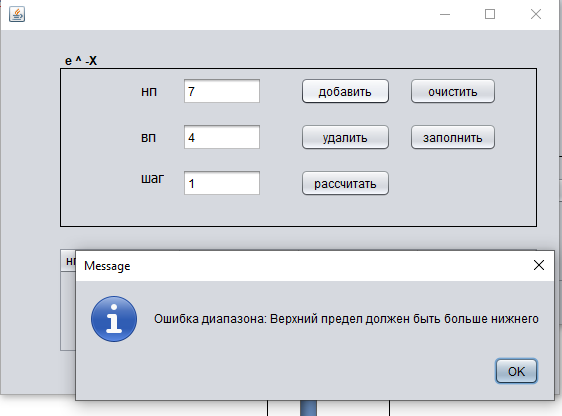 e ^ -X
нп 7 добавить очистить
вп 4 удалить заполнить
шаг 1 рассчитать
Message
Ошибка диапазона: Верхний предел должен быть больше нижнего
OK